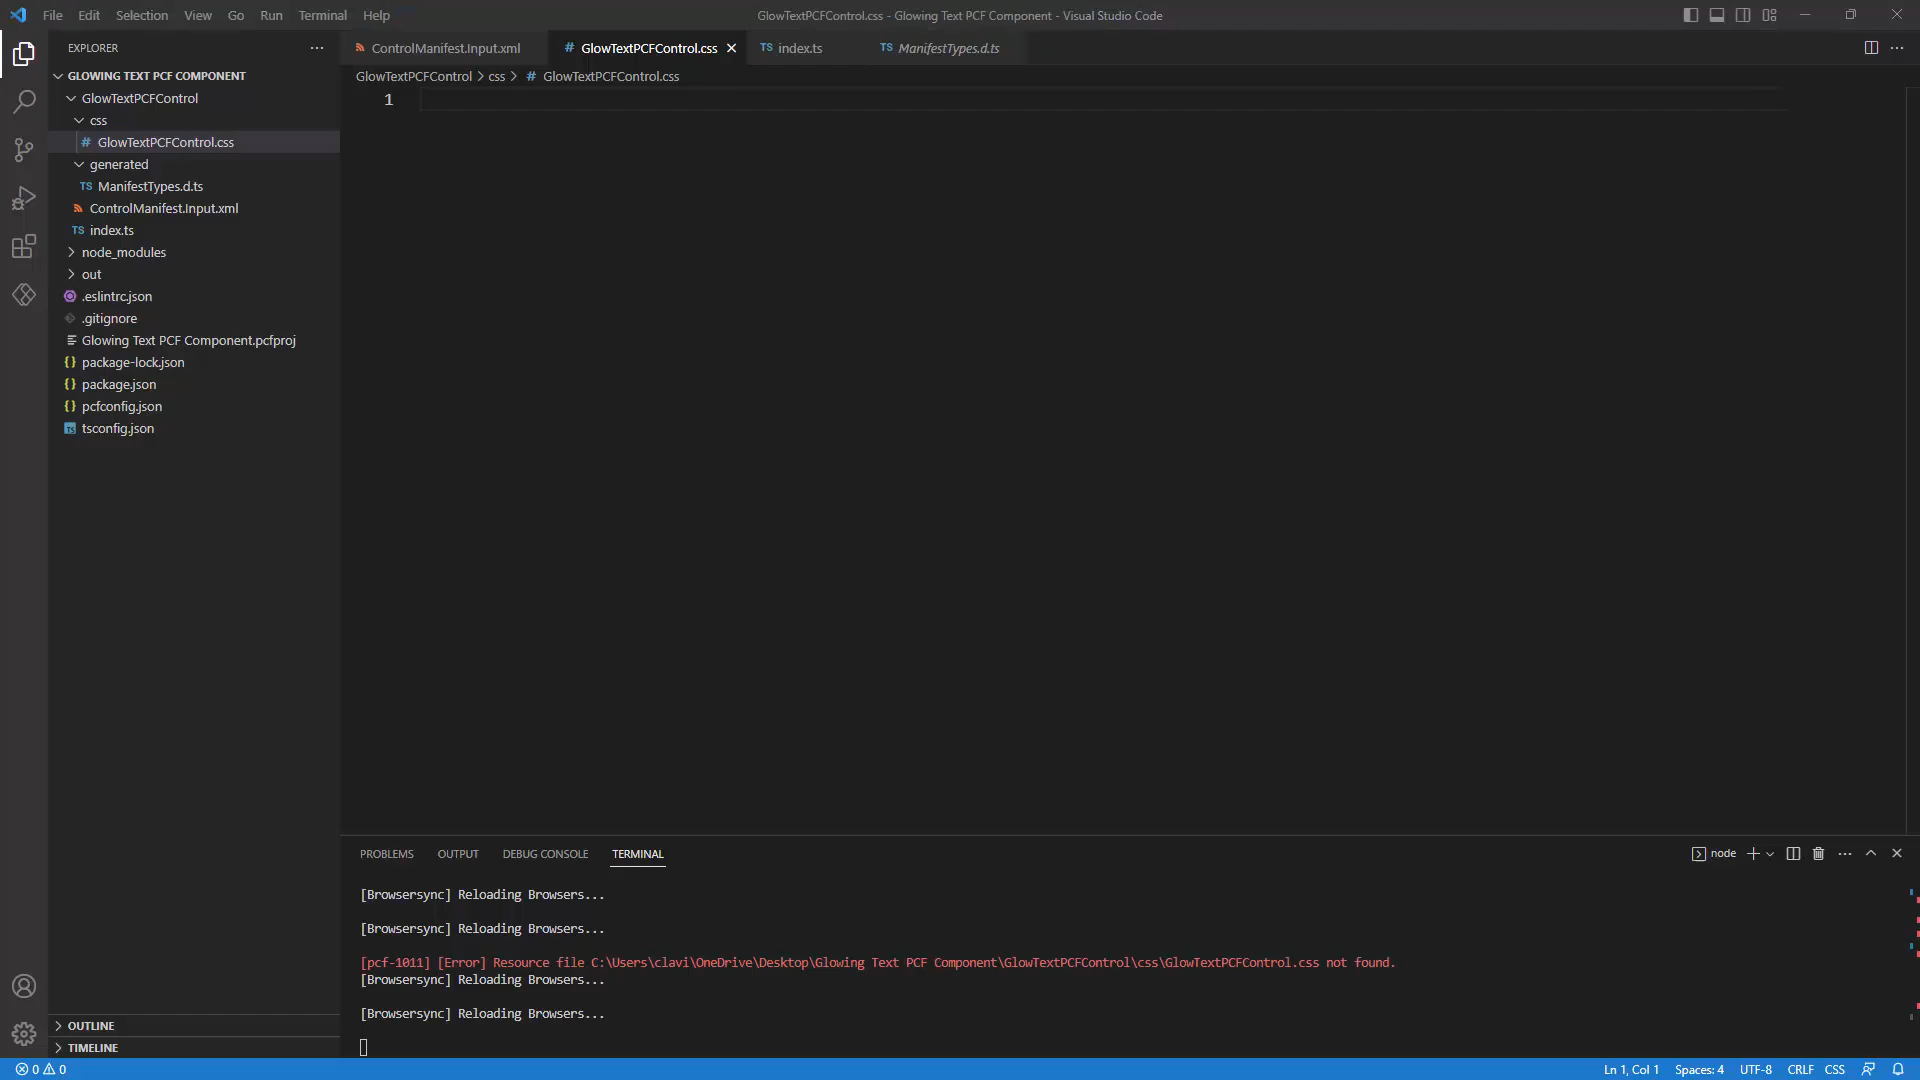 File Edit Selection View Go Run Terminal Help
GlowTextPCFControl.css - Glowing Text PCF Component - Visual Studio Code
EXPLORER
GLOWING TEXT PCF COMPONENT
GlowTextPCFControl
css
# GlowTextPCFControl.css
generated
TS ManifestTypes.d.ts
ControlManifest.Input.xml
TS index.ts
node_modules
out
.eslintrc.json
.gitignore
Glowing Text PCF Component.pcfproj
{} package-lock.json
{} package.json
{} pcfconfig.json
TS tsconfig.json
OUTLINE
TIMELINE
ControlManifest.Input.xml # GlowTextPCFControl.css TS index.ts TS ManifestTypes.d.ts
GlowTextPCFControl > css > # GlowTextPCFControl.css
1
PROBLEMS OUTPUT DEBUG CONSOLE TERMINAL
node
[Browsersync] Reloading Browsers...
[Browsersync] Reloading Browsers...
[pcf-1011] [Error] Resource file C:\Users\clavi\OneDrive\Desktop\Glowing Text PCF Component\GlowTextPCFControl\css\GlowTextPCFControl.css not found.
[Browsersync] Reloading Browsers...
[Browsersync] Reloading Browsers...
0 0
Ln 1, Col 1 Spaces: 4 UTF-8 CRLF CSS